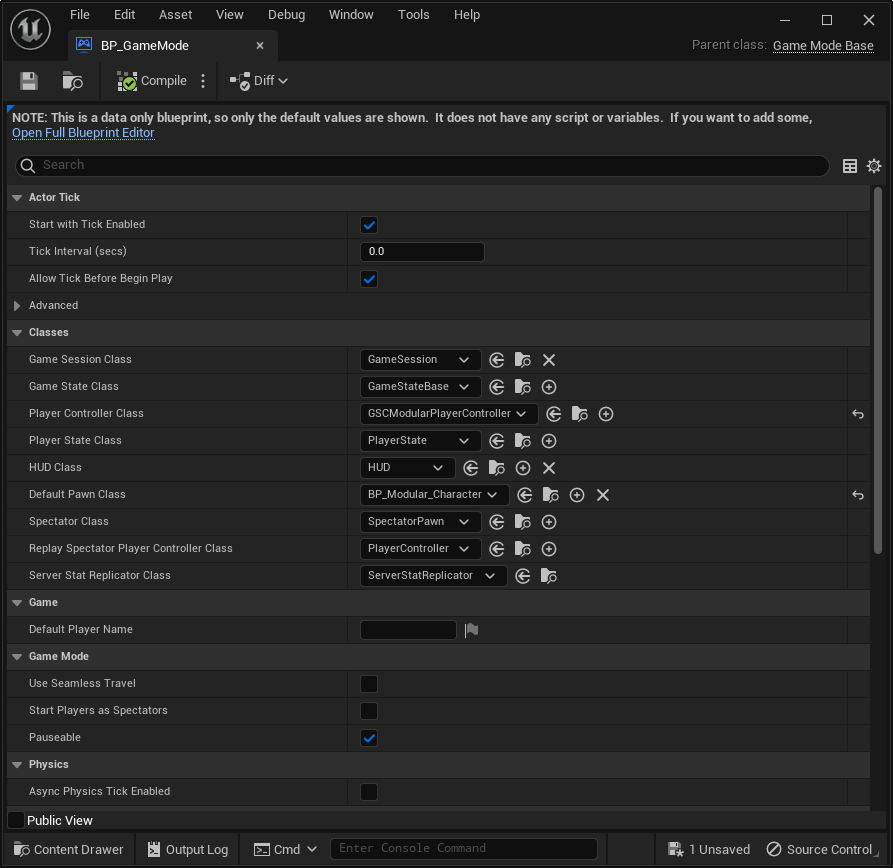 File Edit Asset View Debug Window Tools Help
BP_GameMode
Parent class: Game Mode Base
Compile Diff
NOTE: This is a data only blueprint, so only the default values are shown.  It does not have any script or variables.  If you want to add some,
Open Full Blueprint Editor
Search
Actor Tick
Start with Tick Enabled
Tick Interval (secs) 0.0
Allow Tick Before Begin Play
Advanced
Classes
Game Session Class GameSession
Game State Class GameStateBase
Player Controller Class GSCModularPlayerController
Player State Class PlayerState
HUD Class HUD
Default Pawn Class BP_Modular_Character
Spectator Class SpectatorPawn
Replay Spectator Player Controller Class PlayerController
Server Stat Replicator Class ServerStatReplicator
Game
Default Player Name
Game Mode
Use Seamless Travel
Start Players as Spectators
Pauseable
Physics
Async Physics Tick Enabled
Public View
Content Drawer Output Log Cmd Enter Console Command 1 Unsaved Source Control